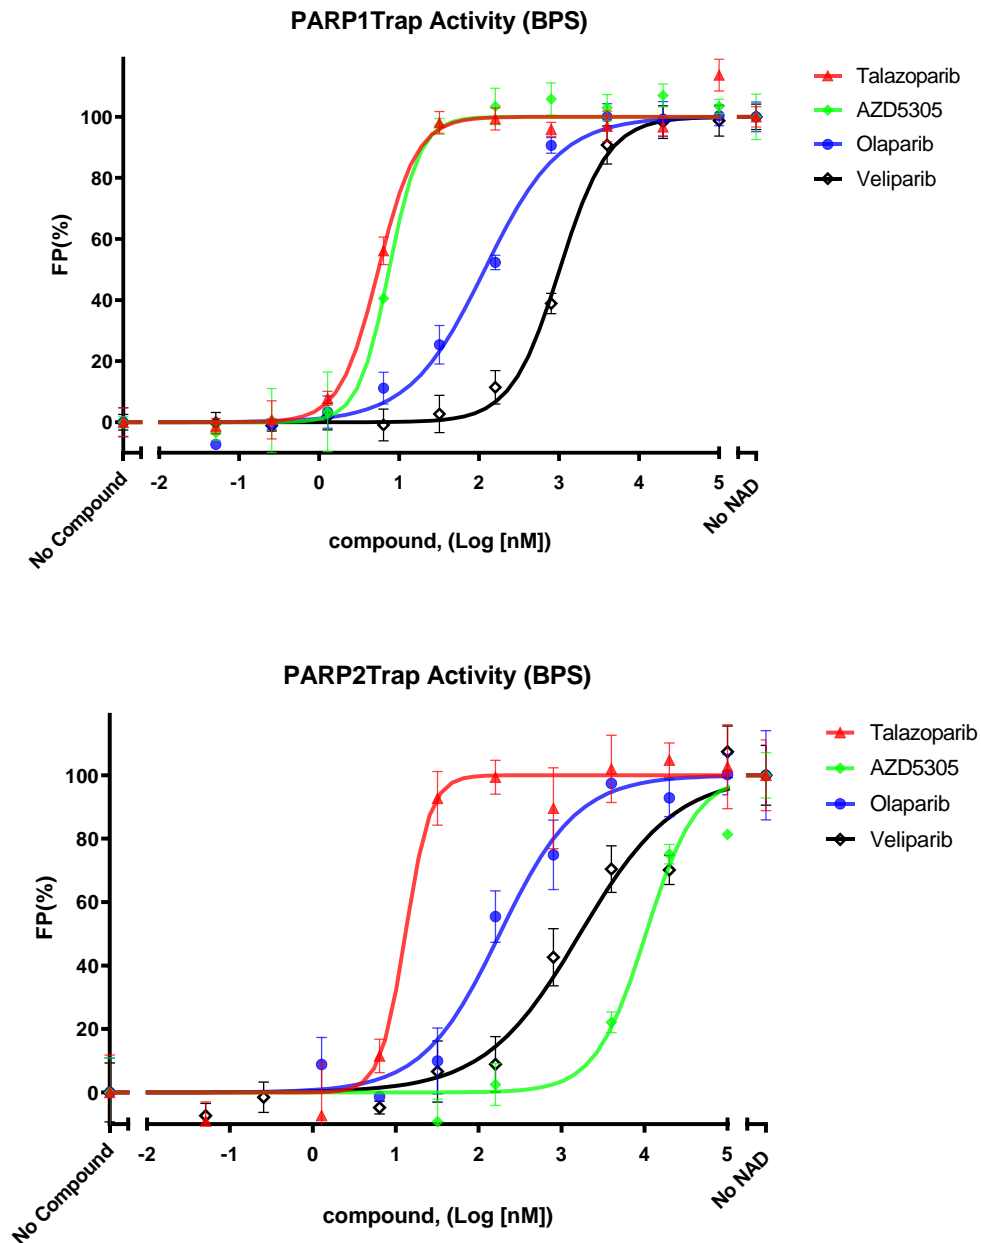 PARP1Trap Activity (BPS)
Talazoparib
AZD5305
Olaparib
Veliparib
FP(%)
100
80
60
40
20
0
No Compound
-2 -1 0 1 2 3 4 5
No NAD
compound, (Log [nM])
PARP2Trap Activity (BPS)
Talazoparib
AZD5305
Olaparib
Veliparib
FP(%)
100
80
60
40
20
0
No Compound
-2 -1 0 1 2 3 4 5
No NAD
compound, (Log [nM])